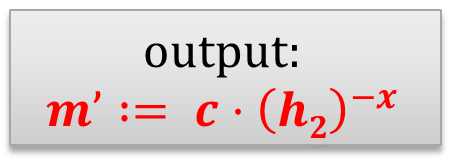 output:
m’ := c · (h₂)⁻ˣ